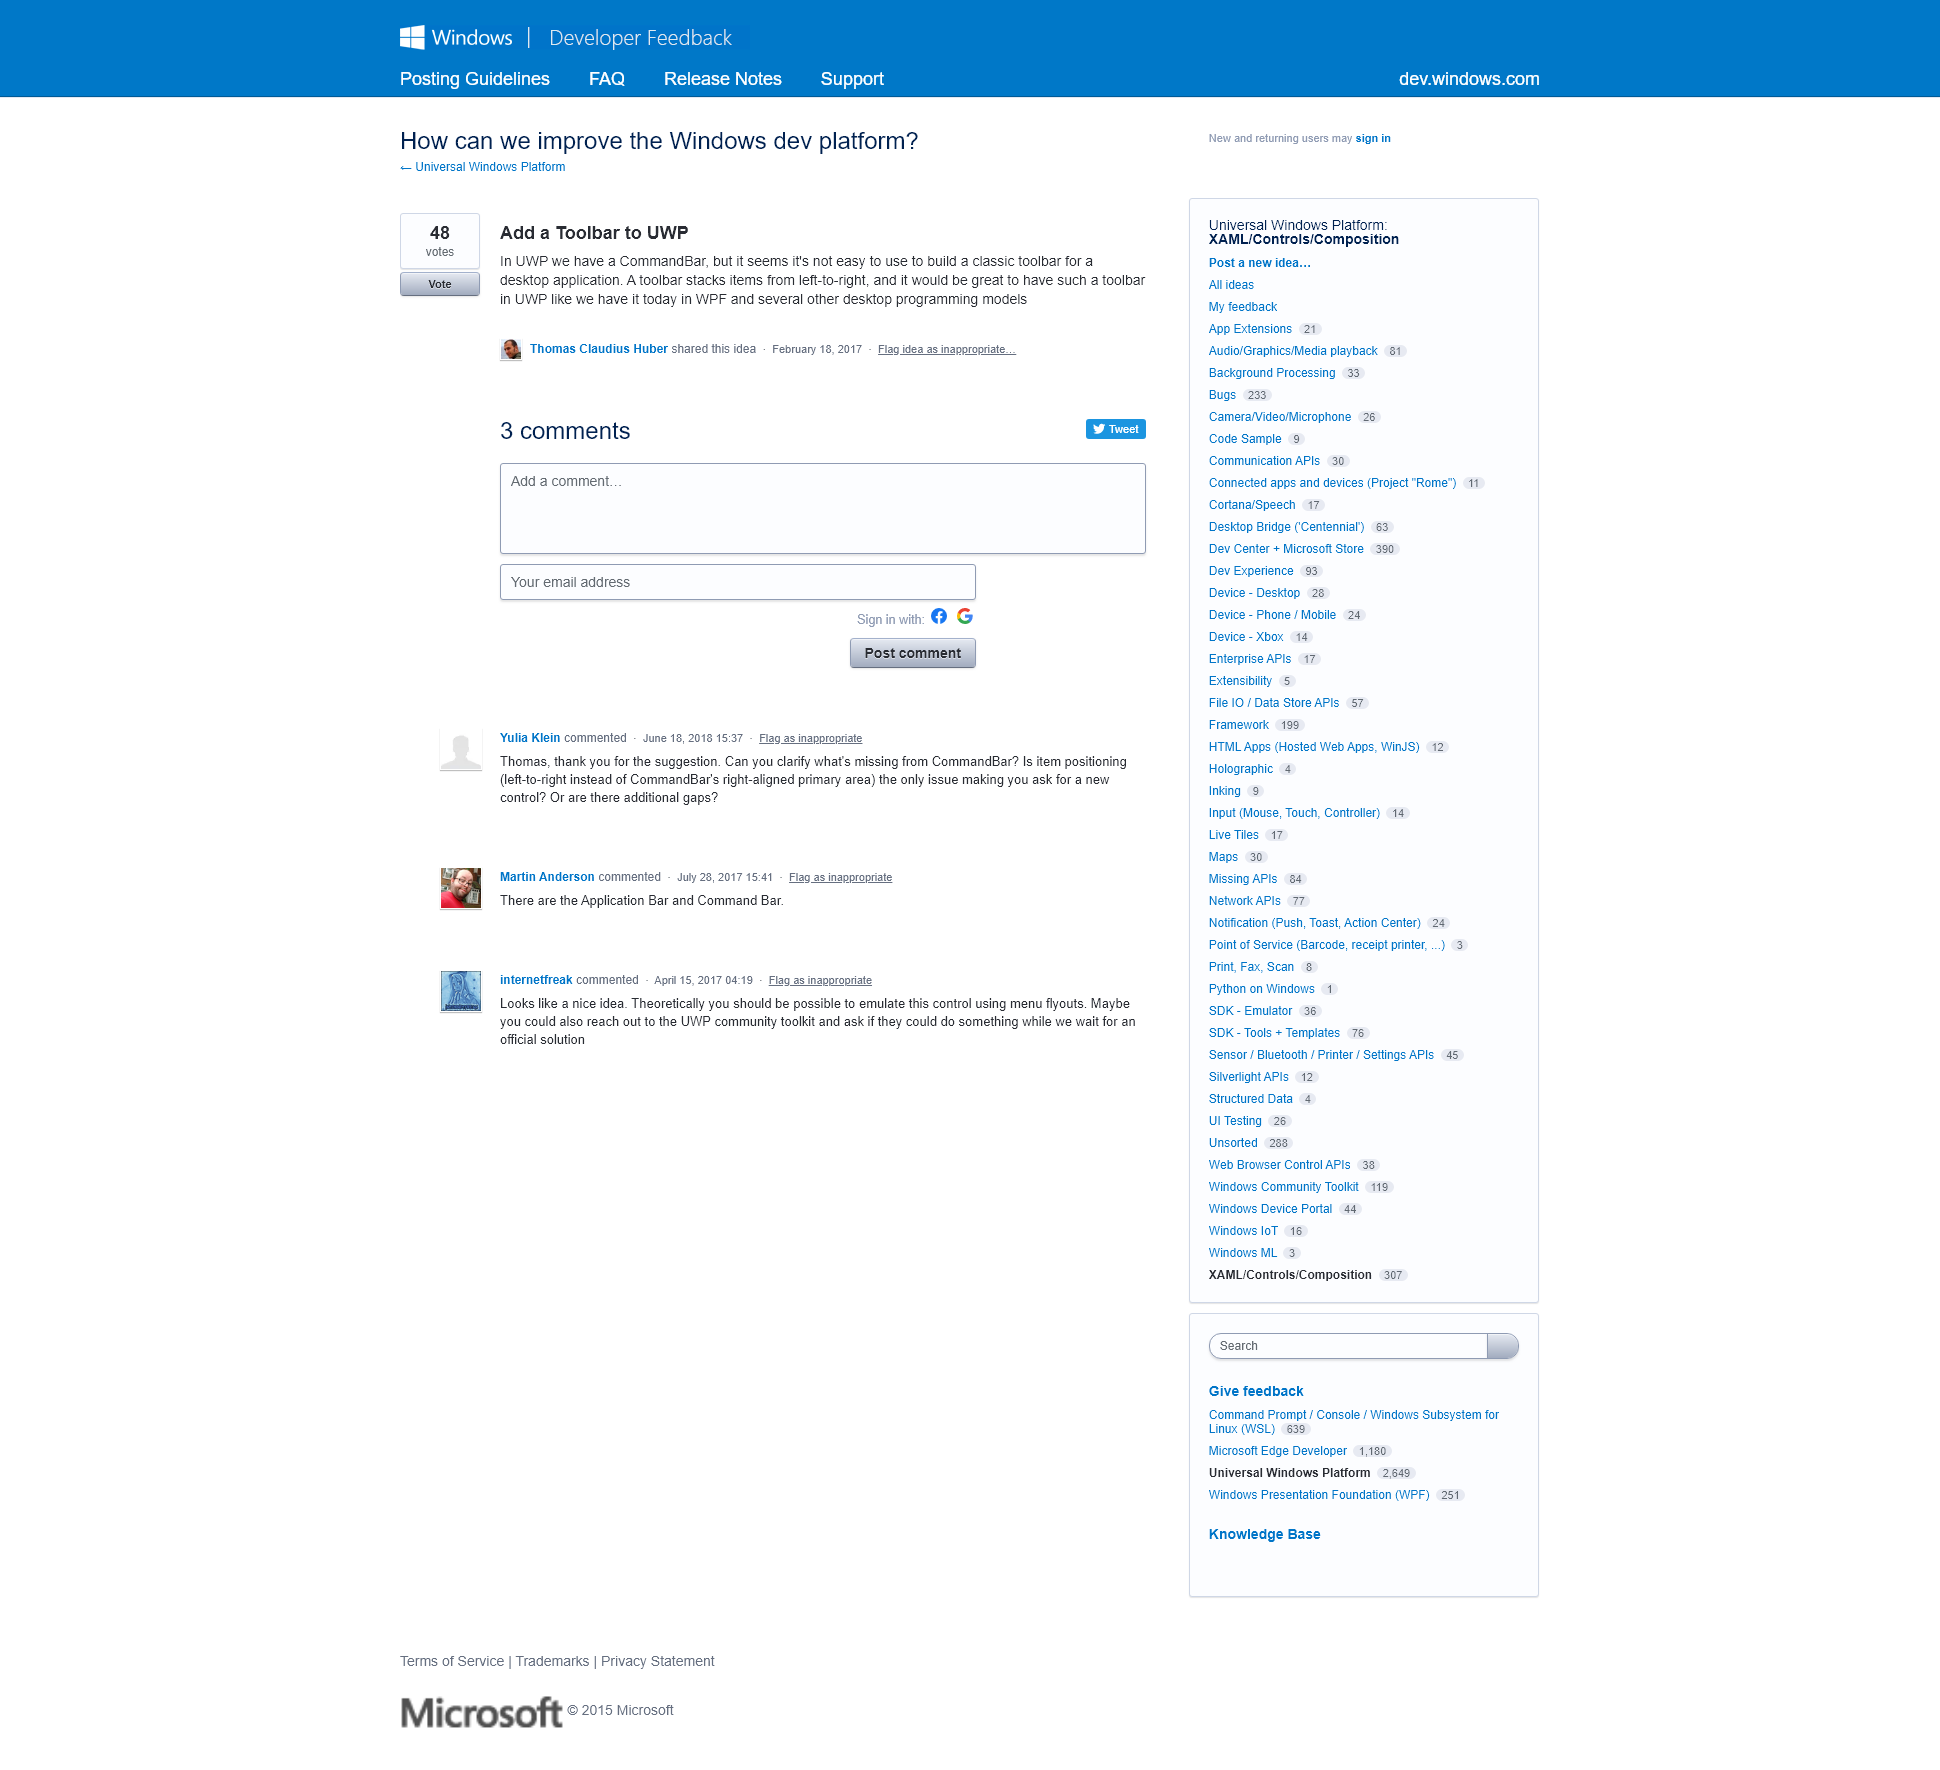 Windows | Developer Feedback
Posting Guidelines FAQ Release Notes Support dev.windows.com
How can we improve the Windows dev platform?
← Universal Windows Platform
New and returning users may sign in
48
votes
Vote
Add a Toolbar to UWP
In UWP we have a CommandBar, but it seems it's not easy to use to build a classic toolbar for a
desktop application. A toolbar stacks items from left-to-right, and it would be great to have such a toolbar
in UWP like we have it today in WPF and several other desktop programming models
Thomas Claudius Huber shared this idea · February 18, 2017 · Flag idea as inappropriate…
3 comments
Tweet
Add a comment…
Your email address
Sign in with:
Post comment
Yulia Klein commented · June 18, 2018 15:37 · Flag as inappropriate
Thomas, thank you for the suggestion. Can you clarify what's missing from CommandBar? Is item positioning
(left-to-right instead of CommandBar's right-aligned primary area) the only issue making you ask for a new
control? Or are there additional gaps?
Martin Anderson commented · July 28, 2017 15:41 · Flag as inappropriate
There are the Application Bar and Command Bar.
internetfreak commented · April 15, 2017 04:19 · Flag as inappropriate
Looks like a nice idea. Theoretically you should be possible to emulate this control using menu flyouts. Maybe
you could also reach out to the UWP community toolkit and ask if they could do something while we wait for an
official solution
Universal Windows Platform:
XAML/Controls/Composition
Post a new idea…
All ideas
My feedback
App Extensions 21
Audio/Graphics/Media playback 81
Background Processing 33
Bugs 233
Camera/Video/Microphone 26
Code Sample 9
Communication APIs 30
Connected apps and devices (Project "Rome") 11
Cortana/Speech 17
Desktop Bridge ('Centennial') 63
Dev Center + Microsoft Store 390
Dev Experience 93
Device - Desktop 28
Device - Phone / Mobile 24
Device - Xbox 14
Enterprise APIs 17
Extensibility 5
File IO / Data Store APIs 57
Framework 199
HTML Apps (Hosted Web Apps, WinJS) 12
Holographic 4
Inking 9
Input (Mouse, Touch, Controller) 14
Live Tiles 17
Maps 30
Missing APIs 84
Network APIs 77
Notification (Push, Toast, Action Center) 24
Point of Service (Barcode, receipt printer, ...) 3
Print, Fax, Scan 8
Python on Windows 1
SDK - Emulator 36
SDK - Tools + Templates 76
Sensor / Bluetooth / Printer / Settings APIs 45
Silverlight APIs 12
Structured Data 4
UI Testing 26
Unsorted 288
Web Browser Control APIs 38
Windows Community Toolkit 119
Windows Device Portal 44
Windows IoT 16
Windows ML 3
XAML/Controls/Composition 307
Search
Give feedback
Command Prompt / Console / Windows Subsystem for
Linux (WSL) 639
Microsoft Edge Developer 1,180
Universal Windows Platform 2,649
Windows Presentation Foundation (WPF) 251
Knowledge Base
Terms of Service | Trademarks | Privacy Statement
Microsoft © 2015 Microsoft